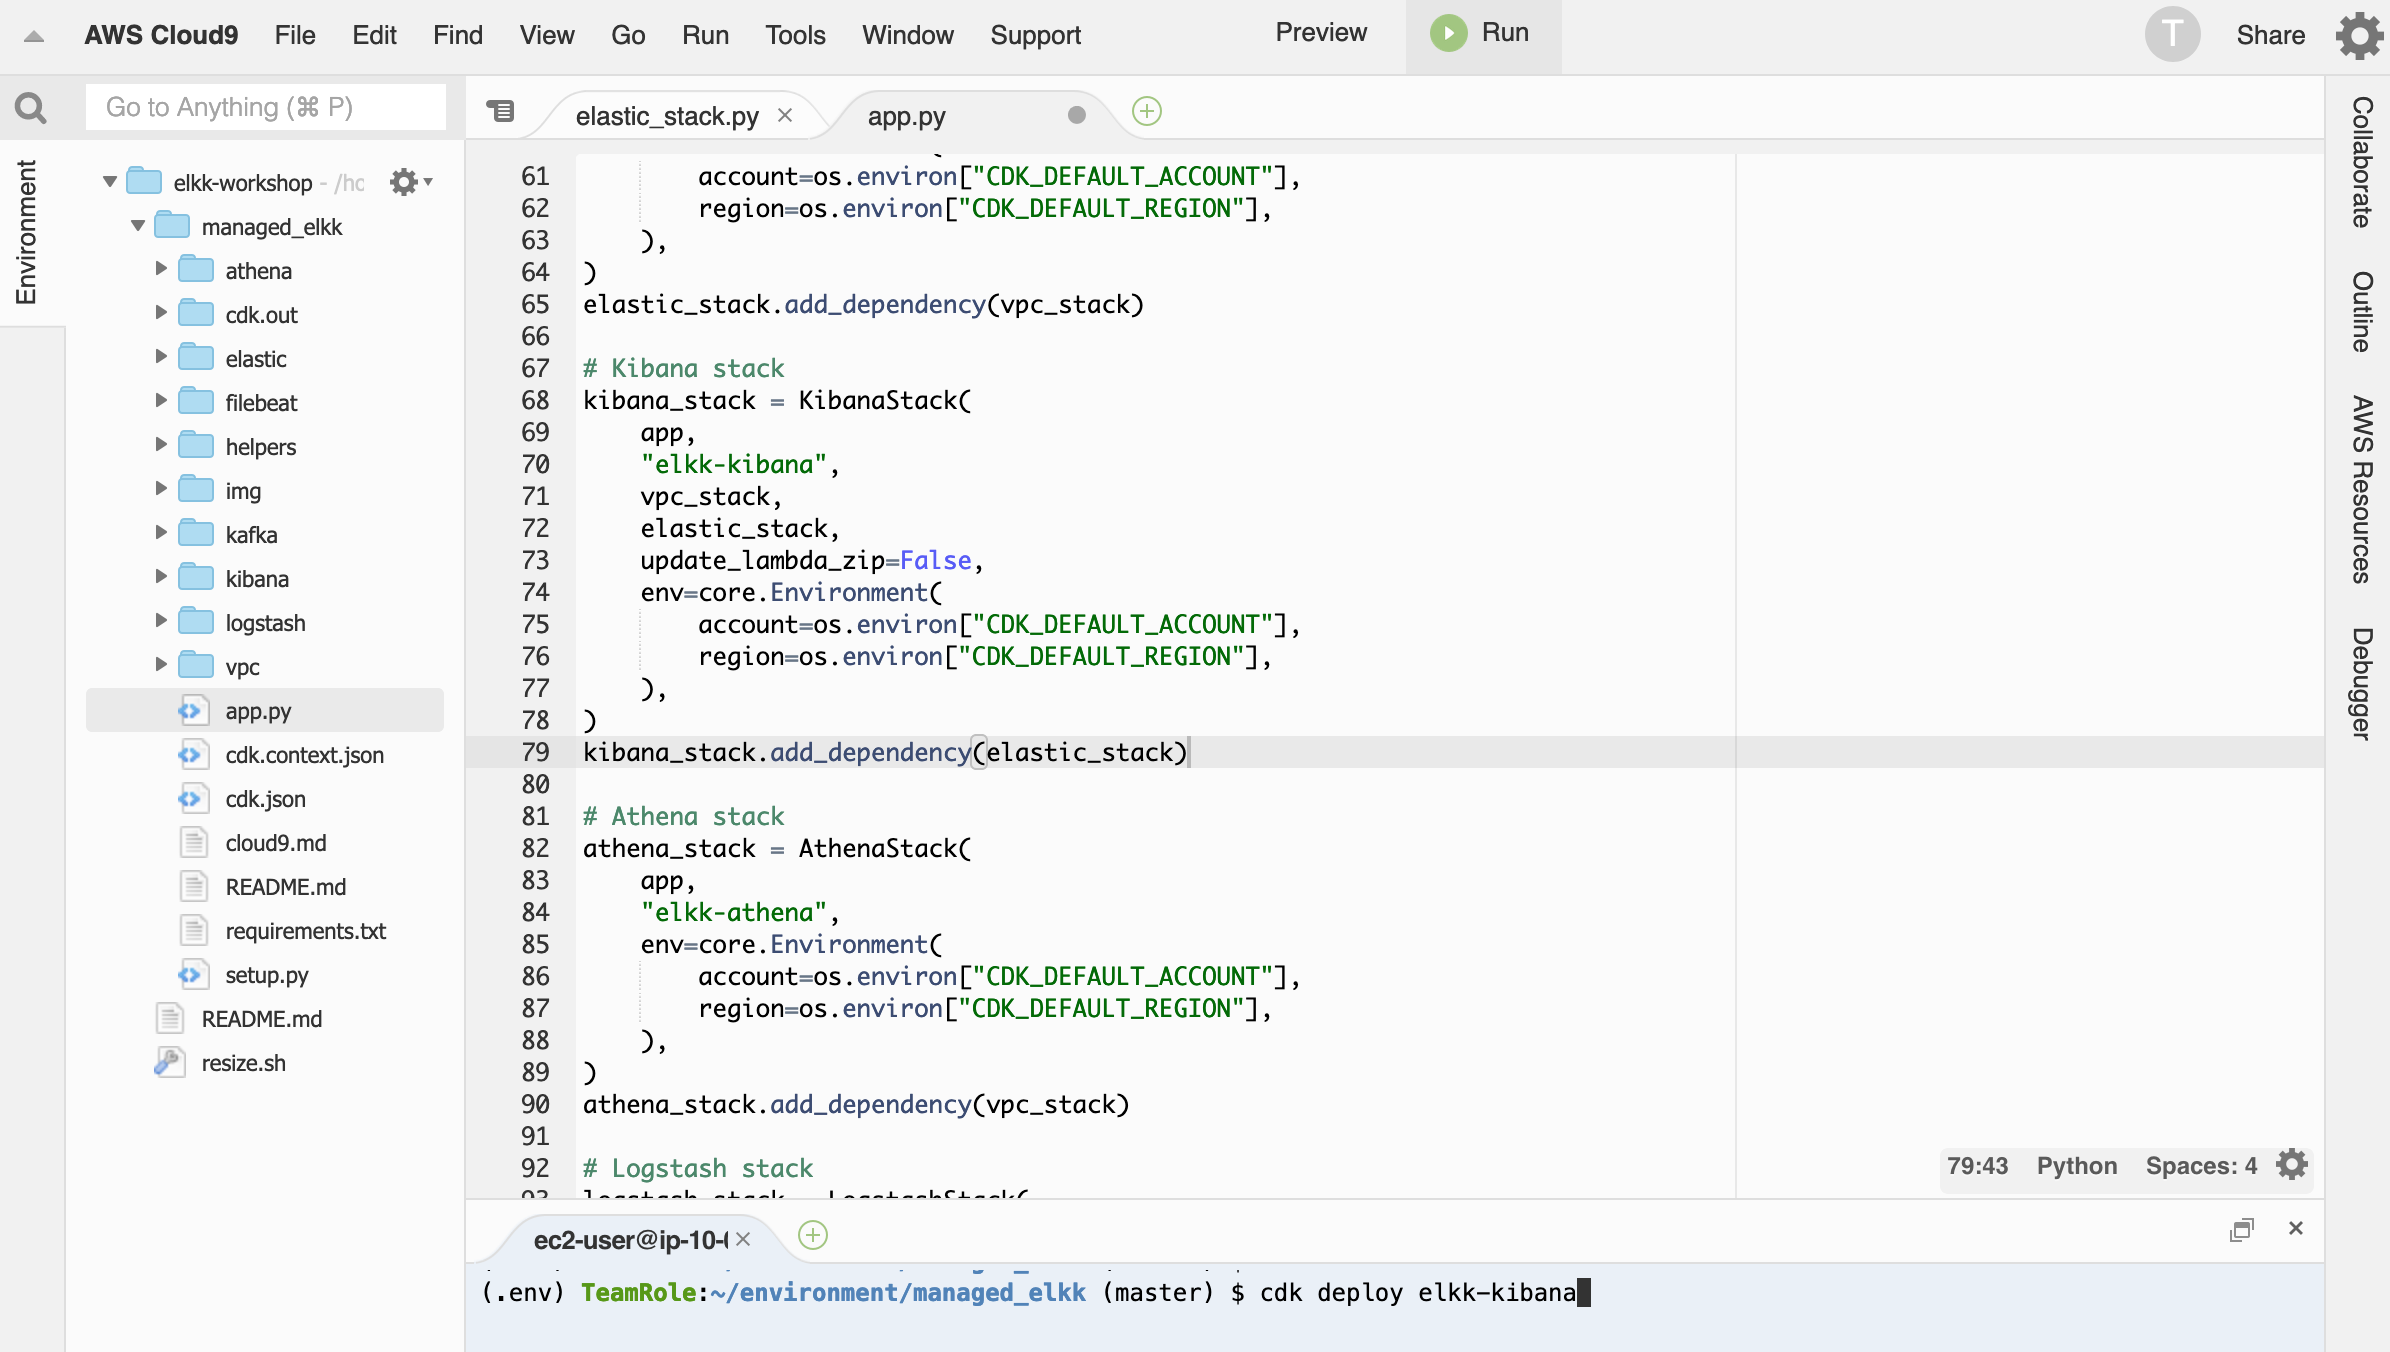 AWS Cloud9 File Edit Find View Go Run Tools Window Support Preview Run T Share
Go to Anything (⌘ P)
elastic_stack.py
app.py
Environment
elkk-workshop - /hc
managed_elkk
athena
cdk.out
elastic
filebeat
helpers
img
kafka
kibana
logstash
vpc
app.py
cdk.context.json
cdk.json
cloud9.md
README.md
requirements.txt
setup.py
README.md
resize.sh
61         account=os.environ["CDK_DEFAULT_ACCOUNT"],
62         region=os.environ["CDK_DEFAULT_REGION"],
63     ),
64 )
65 elastic_stack.add_dependency(vpc_stack)
66
67 # Kibana stack
68 kibana_stack = KibanaStack(
69     app,
70     "elkk-kibana",
71     vpc_stack,
72     elastic_stack,
73     update_lambda_zip=False,
74     env=core.Environment(
75         account=os.environ["CDK_DEFAULT_ACCOUNT"],
76         region=os.environ["CDK_DEFAULT_REGION"],
77     ),
78 )
79 kibana_stack.add_dependency(elastic_stack)
80
81 # Athena stack
82 athena_stack = AthenaStack(
83     app,
84     "elkk-athena",
85     env=core.Environment(
86         account=os.environ["CDK_DEFAULT_ACCOUNT"],
87         region=os.environ["CDK_DEFAULT_REGION"],
88     ),
89 )
90 athena_stack.add_dependency(vpc_stack)
91
92 # Logstash stack
79:43 Python Spaces: 4
ec2-user@ip-10-
(.env) TeamRole:~/environment/managed_elkk (master) $ cdk deploy elkk-kibana
Collaborate
Outline
AWS Resources
Debugger